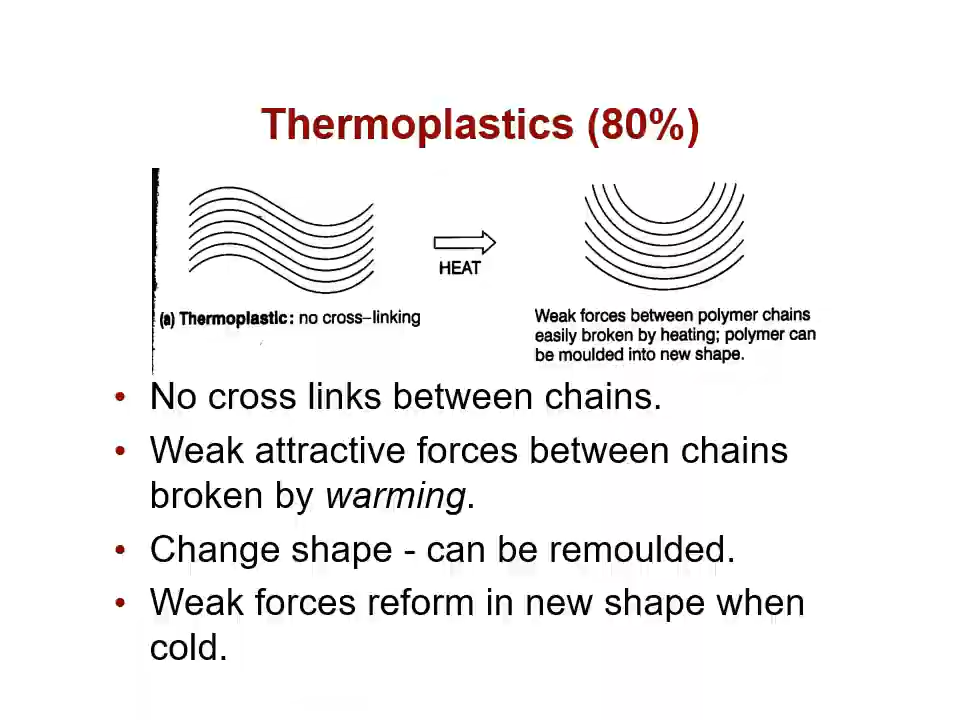 Thermoplastics (80%)
HEAT
(a) Thermoplastic: no cross-linking
Weak forces between polymer chains
easily broken by heating; polymer can
be moulded into new shape.
• No cross links between chains.
• Weak attractive forces between chains
broken by warming.
• Change shape - can be remoulded.
• Weak forces reform in new shape when
cold.